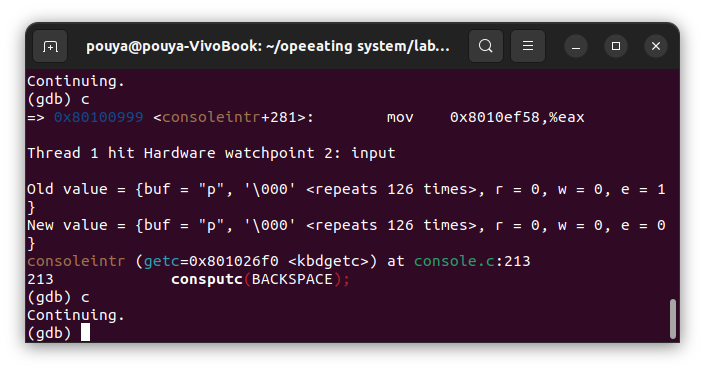 pouya@pouya-VivoBook: ~/opeeating system/lab...
Continuing.
(gdb) c
=> 0x80100999 <consoleintr+281>:        mov    0x8010ef58,%eax
Thread 1 hit Hardware watchpoint 2: input
Old value = {buf = "p", '\000' <repeats 126 times>, r = 0, w = 0, e = 1
}
New value = {buf = "p", '\000' <repeats 126 times>, r = 0, w = 0, e = 0
}
consoleintr (getc=0x801026f0 <kbdgetc>) at console.c:213
213             consputc(BACKSPACE);
(gdb) c
Continuing.
(gdb)